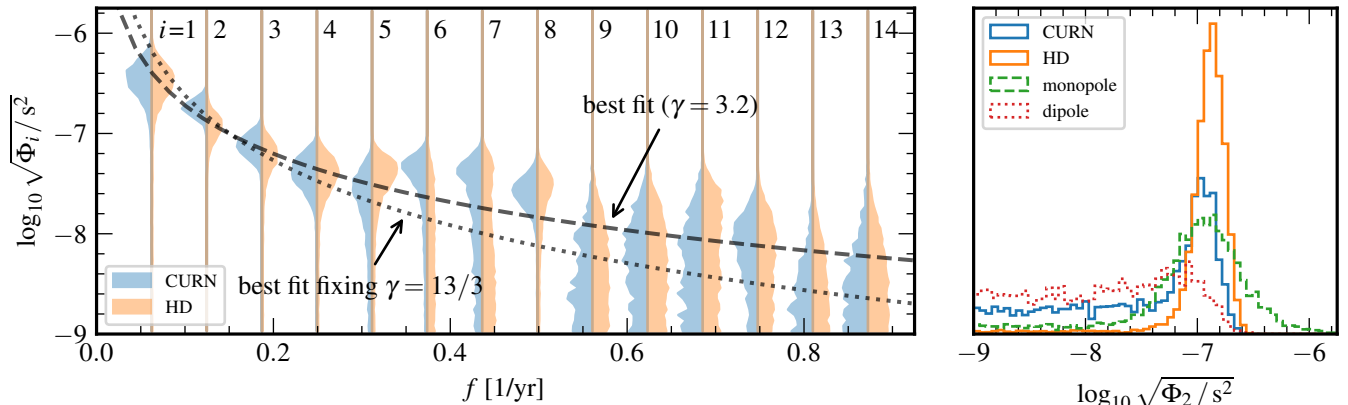 i=1 2 3 4 5 6 7 8 9 10 11 12 13 14
best fit (γ = 3.2)
best fit fixing γ = 13/3
CURN
HD
−6
−7
−8
−9
0.0 0.2 0.4 0.6 0.8
f [1/yr]
log₁₀ √Φᵢ / s²
CURN
HD
monopole
dipole
−9 −8 −7 −6
log₁₀ √Φ₂ / s²